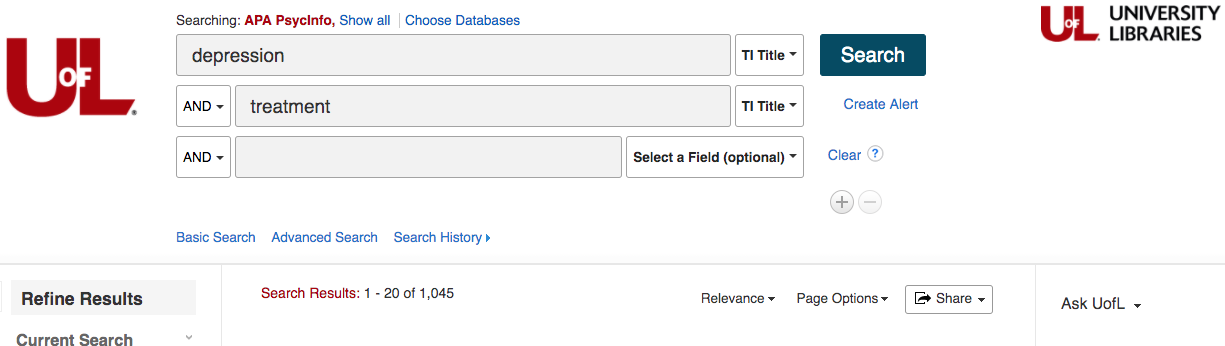 Searching: APA PsycInfo, Show all Choose Databases
UNIVERSITY
LIBRARIES
UofL
UofL
depression TI Title Search
AND treatment TI Title Create Alert
AND Select a Field (optional) Clear ?
Basic Search Advanced Search Search History
Refine Results
Search Results: 1 - 20 of 1,045 Relevance Page Options Share
Ask UofL
Current Search